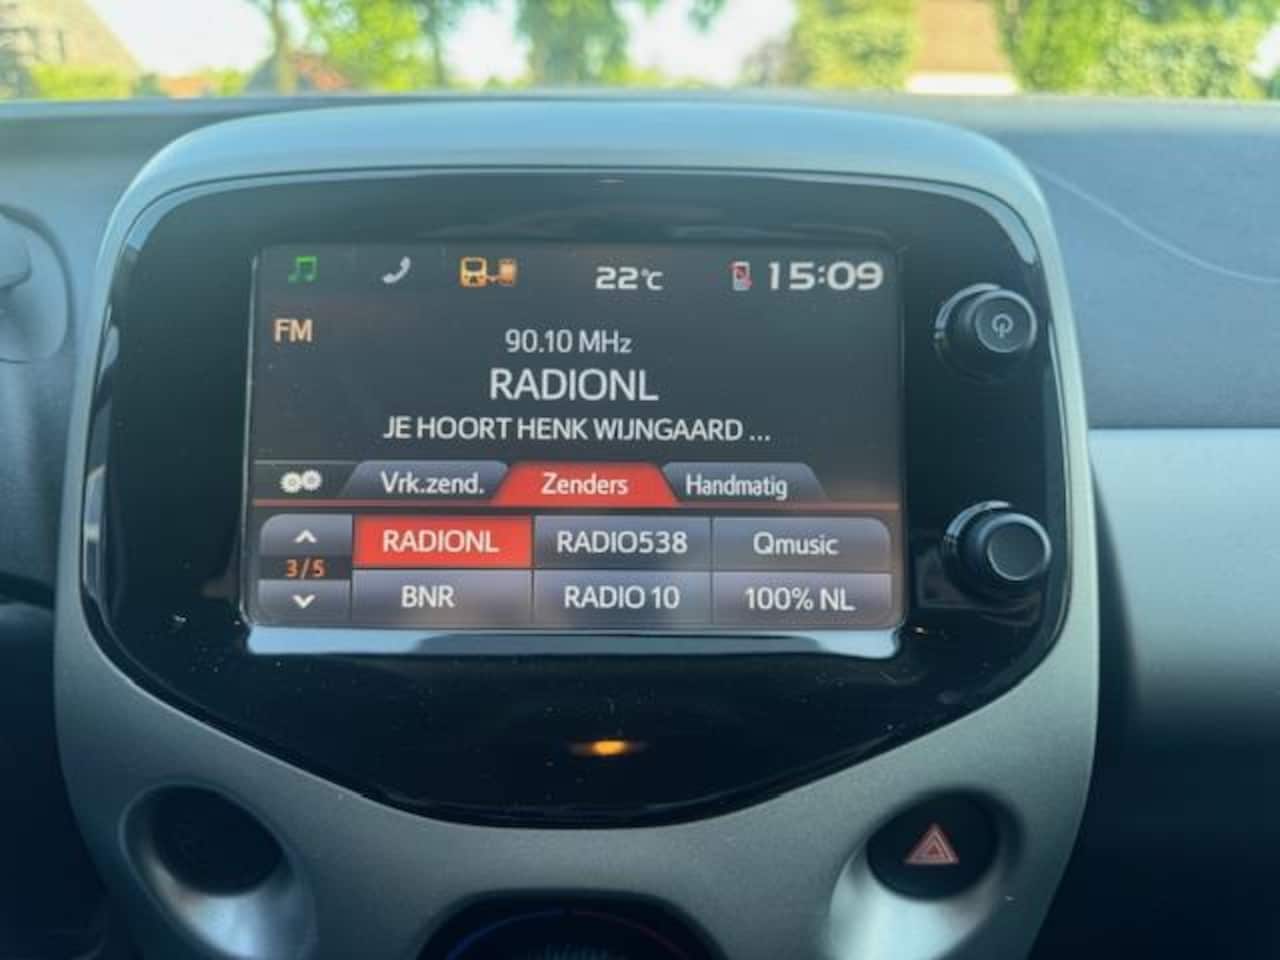 22°C 15:09
FM
90.10 MHz
RADIONL
JE HOORT HENK WIJNGAARD ...
Vrk.zend. Zenders Handmatig
RADIONL RADIO538 Qmusic
3/5
BNR RADIO 10 100% NL